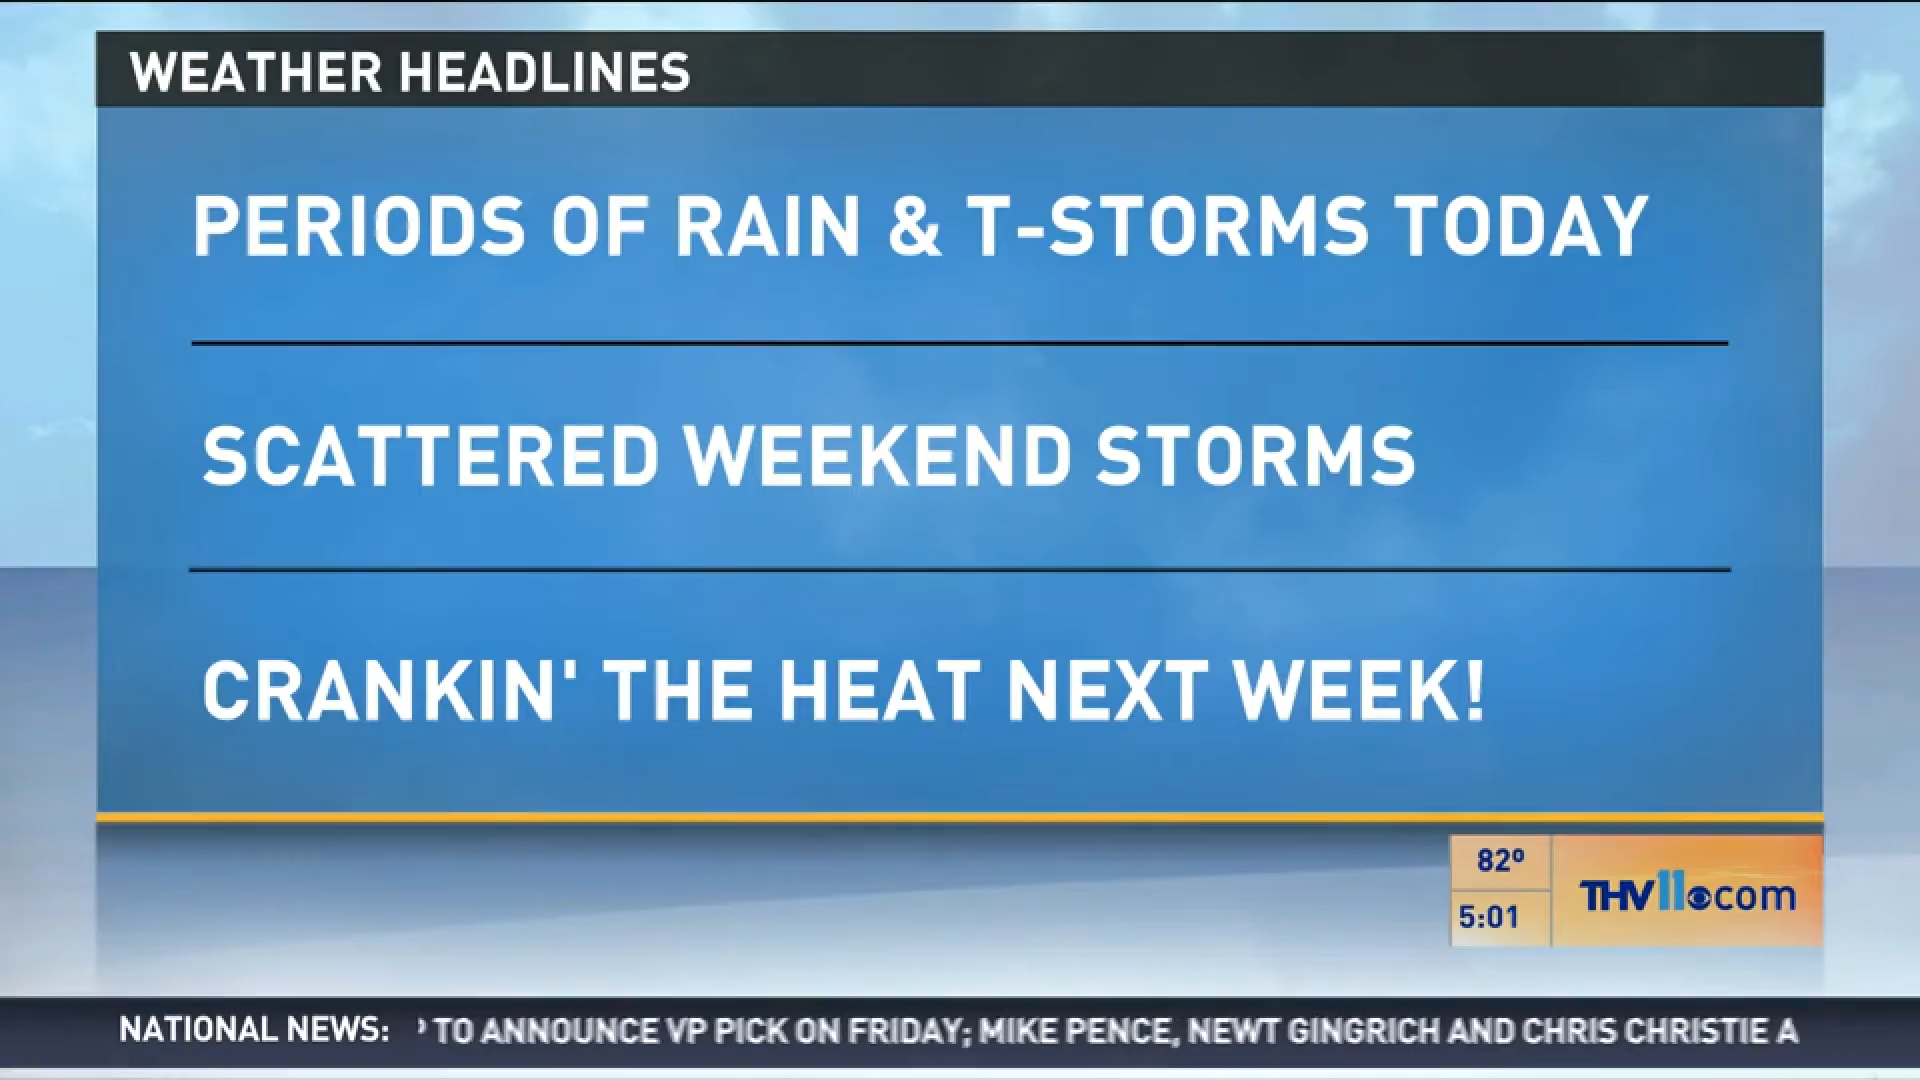 WEATHER HEADLINES
PERIODS OF RAIN & T-STORMS TODAY
SCATTERED WEEKEND STORMS
CRANKIN' THE HEAT NEXT WEEK!
82º
5:01
THV11.com
NATIONAL NEWS: TO ANNOUNCE VP PICK ON FRIDAY; MIKE PENCE, NEWT GINGRICH AND CHRIS CHRISTIE A